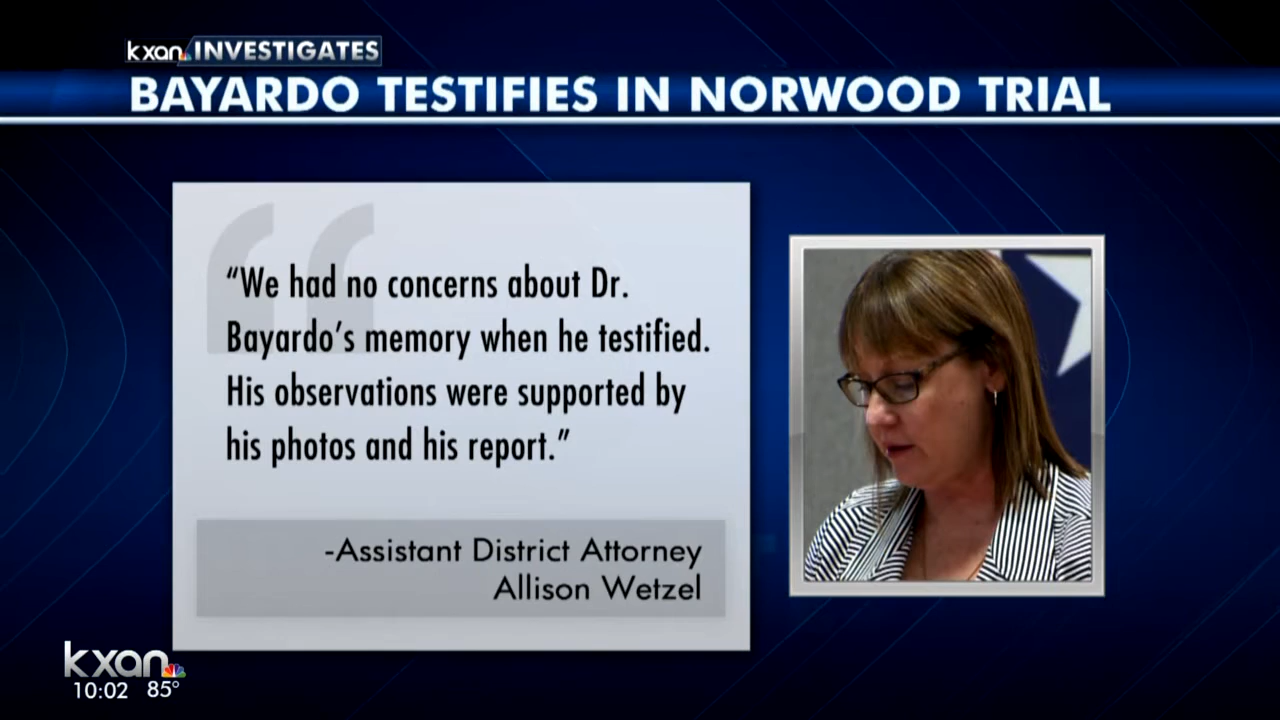 kxan INVESTIGATES
BAYARDO TESTIFIES IN NORWOOD TRIAL
“We had no concerns about Dr.
Bayardo’s memory when he testified.
His observations were supported by
his photos and his report.”
-Assistant District Attorney
Allison Wetzel
kxan
10:02 85°